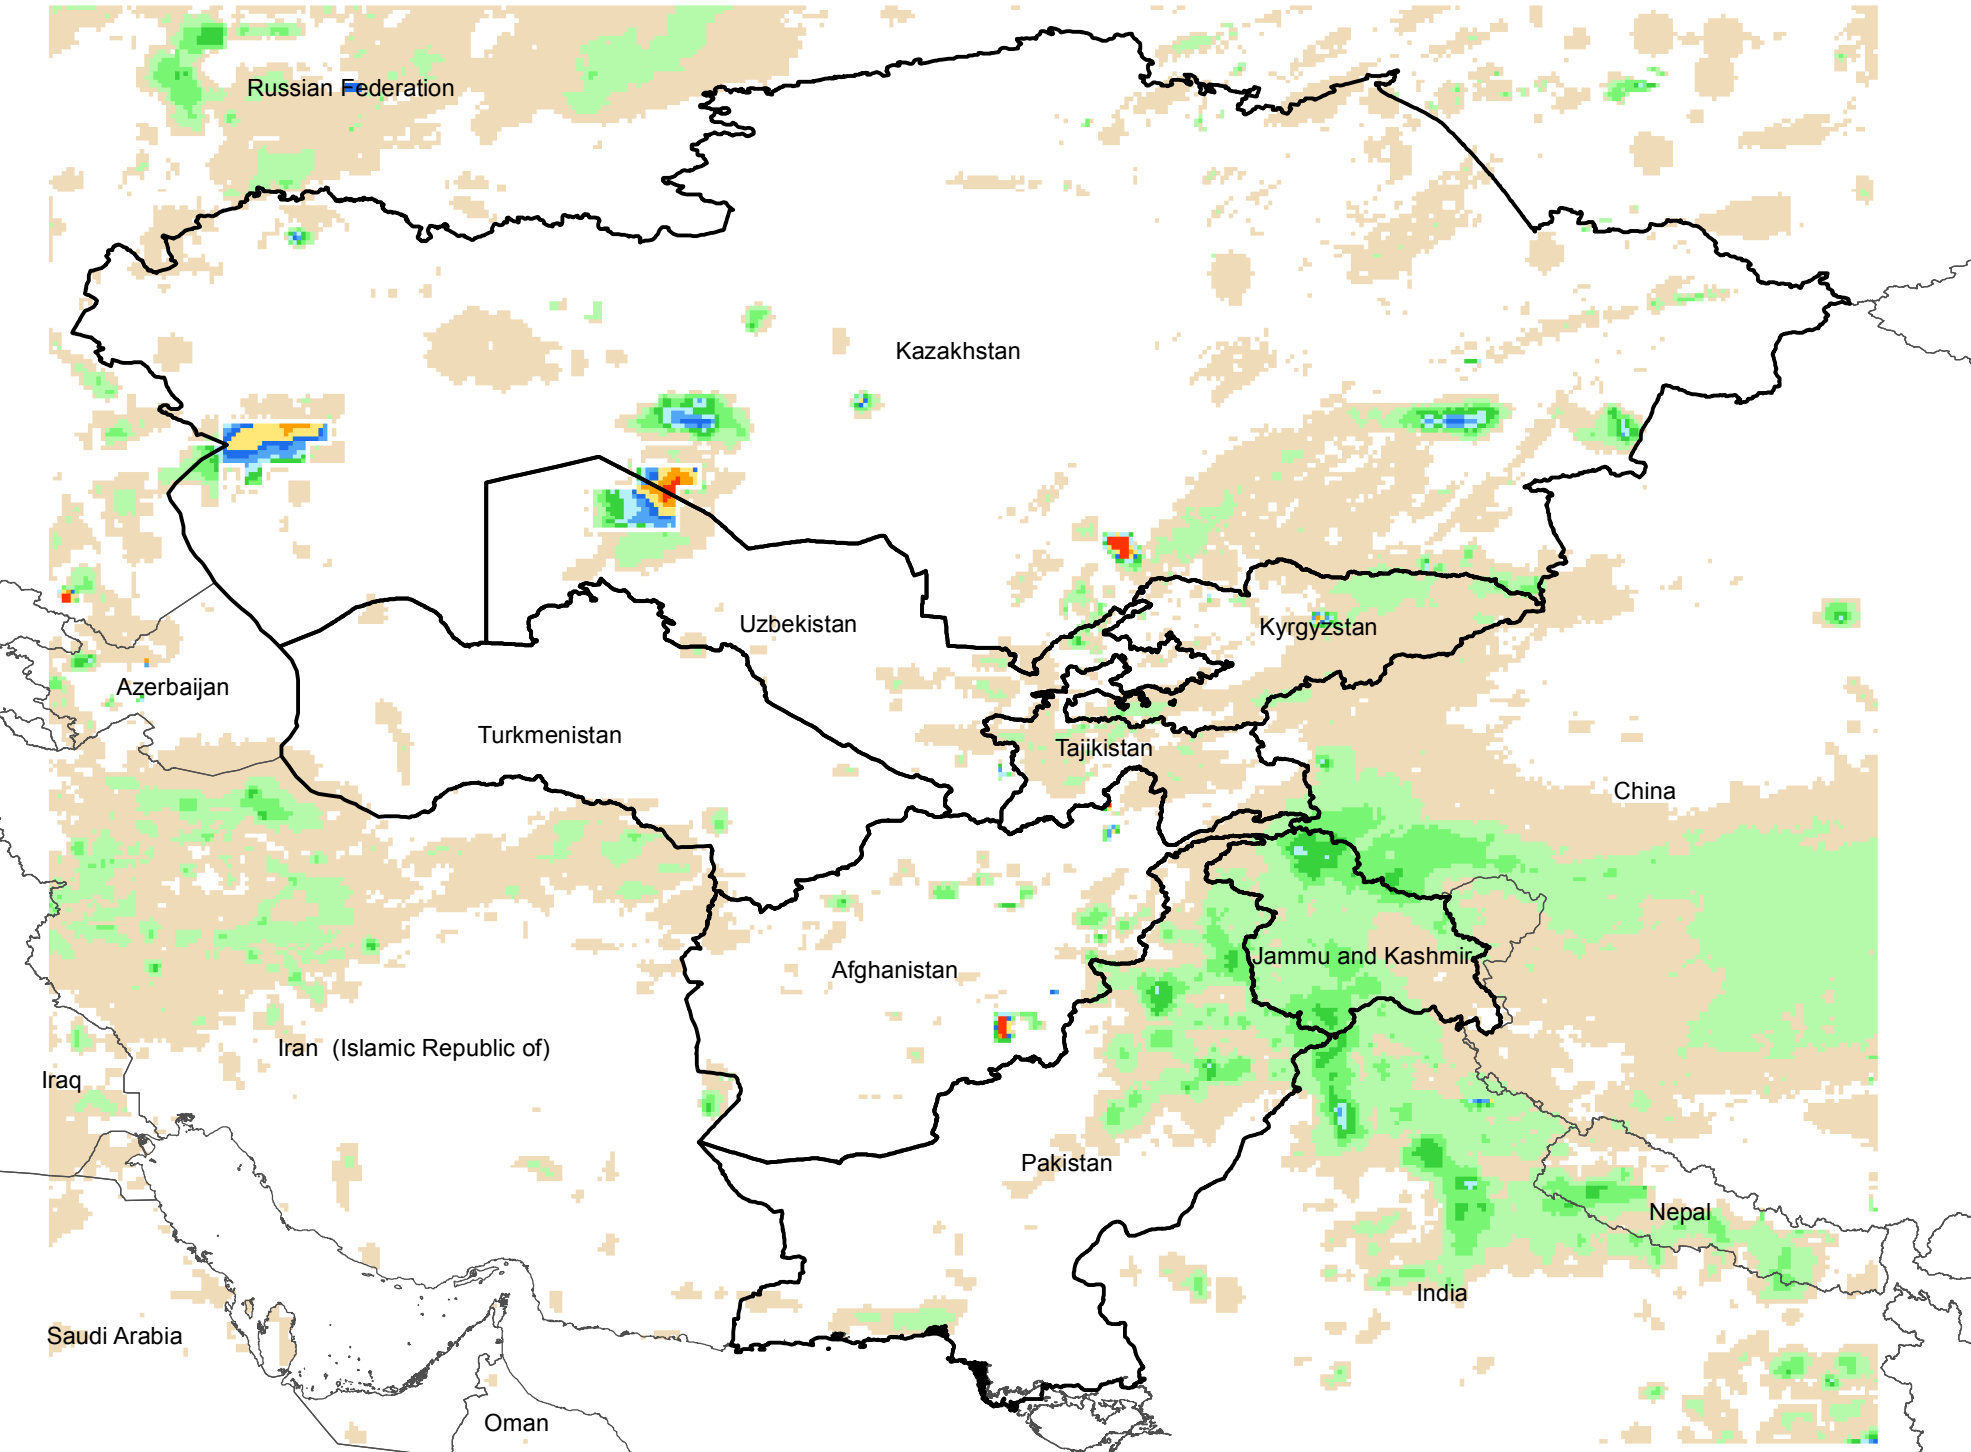 Russian Federation
Kazakhstan
Uzbekistan
Kyrgyzstan
Azerbaijan
Turkmenistan
Tajikistan
China
Jammu and Kashmir
Afghanistan
Iran  (Islamic Republic of)
Iraq
Pakistan
Nepal
India
Saudi Arabia
Oman